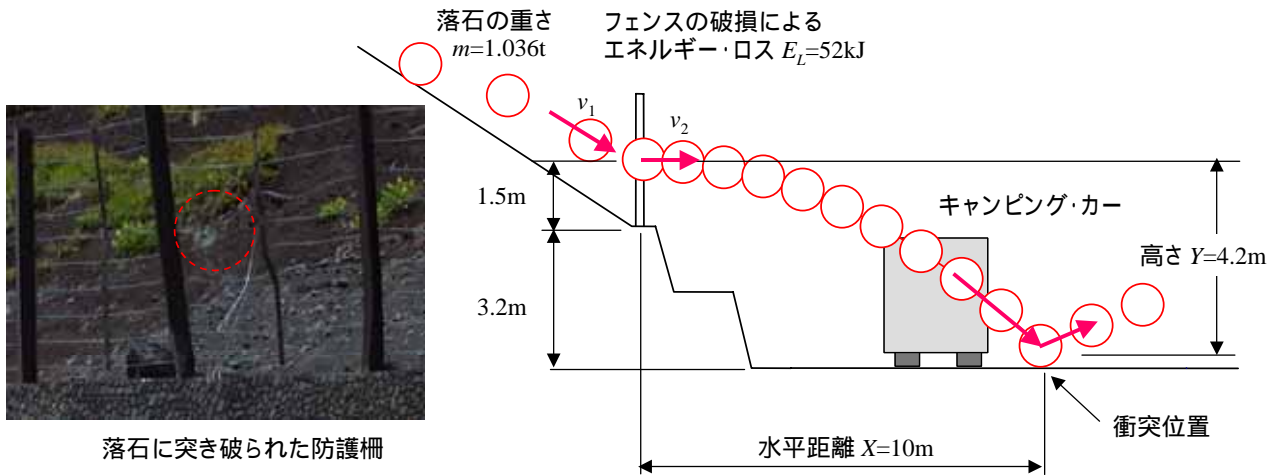 落石の重さ
m=1.036t
フェンスの破損による
エネルギー・ロス E_L=52kJ
v_1
v_2
1.5m
3.2m
キャンピング・カー
高さ Y=4.2m
衝突位置
水平距離 X=10m
落石に突き破られた防護柵